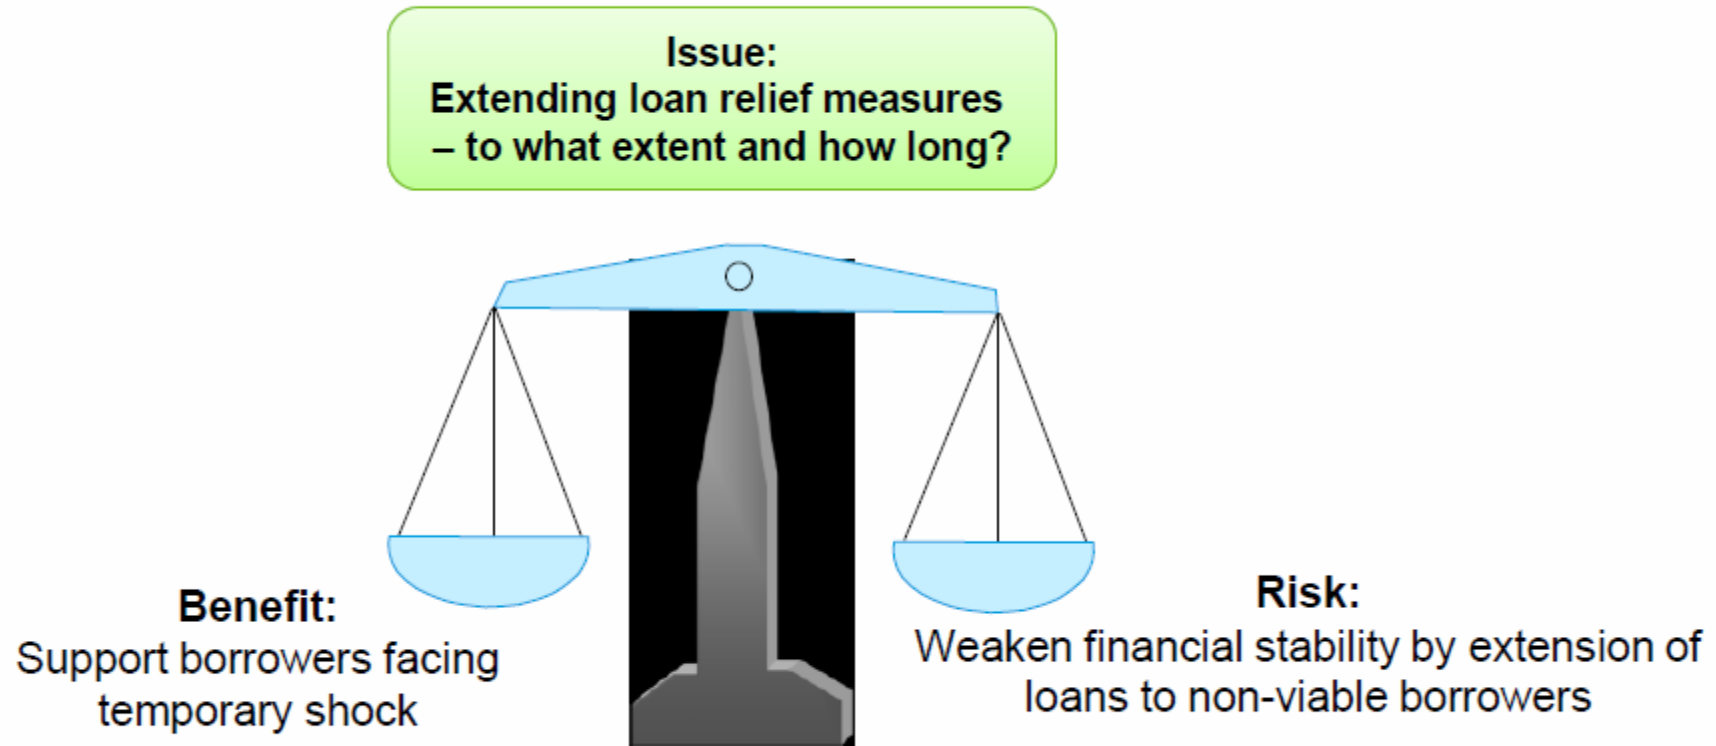 Issue:
Extending loan relief measures
– to what extent and how long?
Benefit:
Support borrowers facing
temporary shock
Risk:
Weaken financial stability by extension of
loans to non-viable borrowers